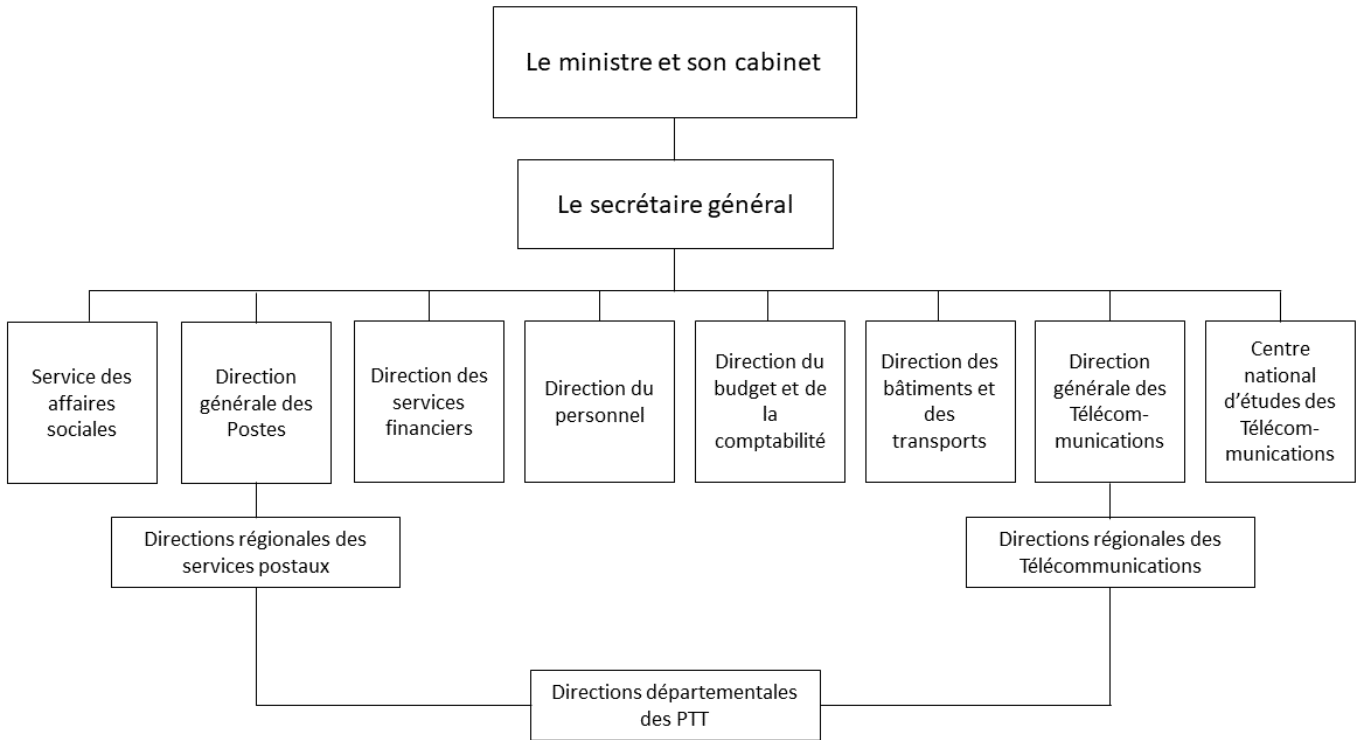 Le ministre et son cabinet
Le secrétaire général
Service des
affaires
sociales
Direction
générale des
Postes
Direction des
services
financiers
Direction du
personnel
Direction du
budget et de
la
comptabilité
Direction des
bâtiments et
des
transports
Direction
générale des
Télécom-
munications
Centre
national
d’études des
Télécom-
munications
Directions régionales des
services postaux
Directions régionales des
Télécommunications
Directions départementales
des PTT